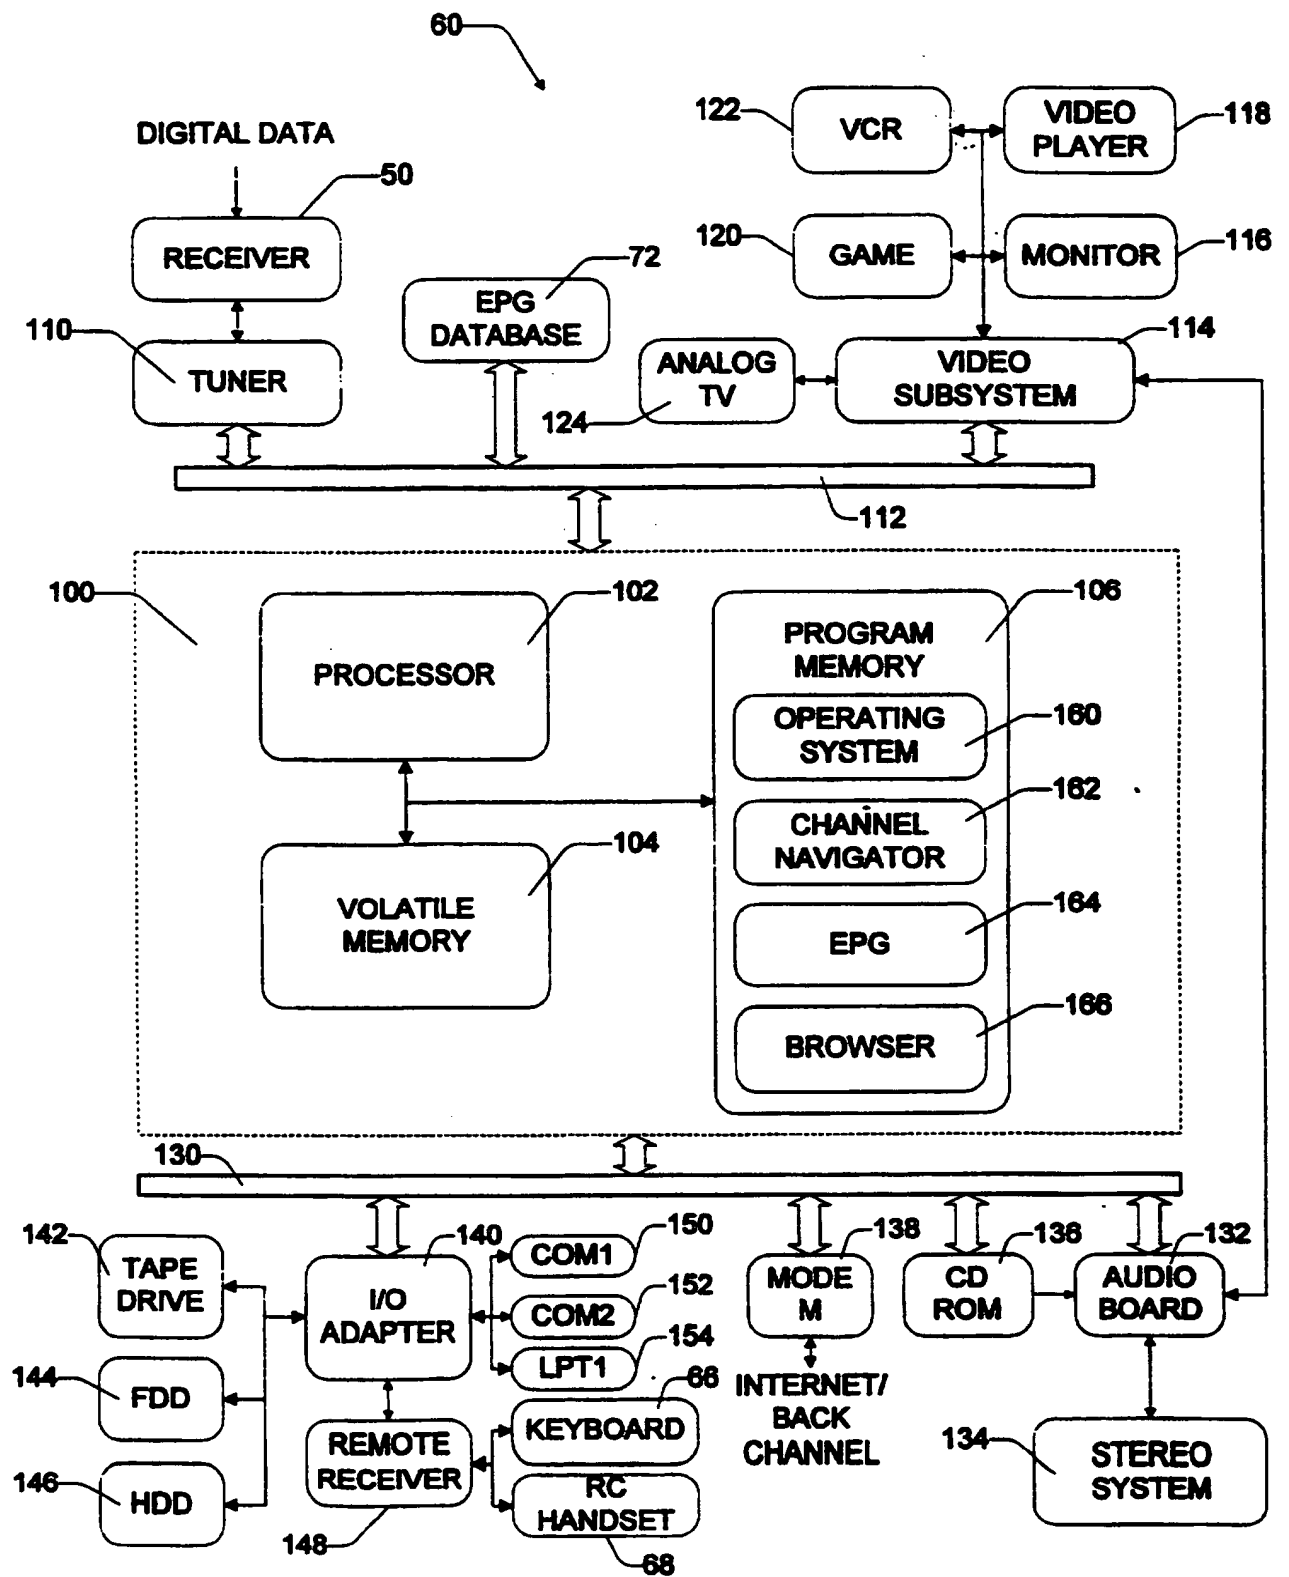 60
DIGITAL DATA
50
RECEIVER
110
TUNER
72
EPG
DATABASE
122
VCR
VIDEO
PLAYER
118
120
GAME
MONITOR
116
114
ANALOG
TV
124
VIDEO
SUBSYSTEM
112
100
102
PROCESSOR
104
VOLATILE
MEMORY
106
PROGRAM
MEMORY
OPERATING
SYSTEM
160
CHANNEL
NAVIGATOR
162
EPG
164
BROWSER
166
130
142
TAPE
DRIVE
144
FDD
146
HDD
140
I/O
ADAPTER
COM1
150
COM2
152
LPT1
154
REMOTE
RECEIVER
148
66
KEYBOARD
RC
HANDSET
68
138
MODE
M
INTERNET/
BACK
CHANNEL
136
CD
ROM
132
AUDIO
BOARD
134
STEREO
SYSTEM